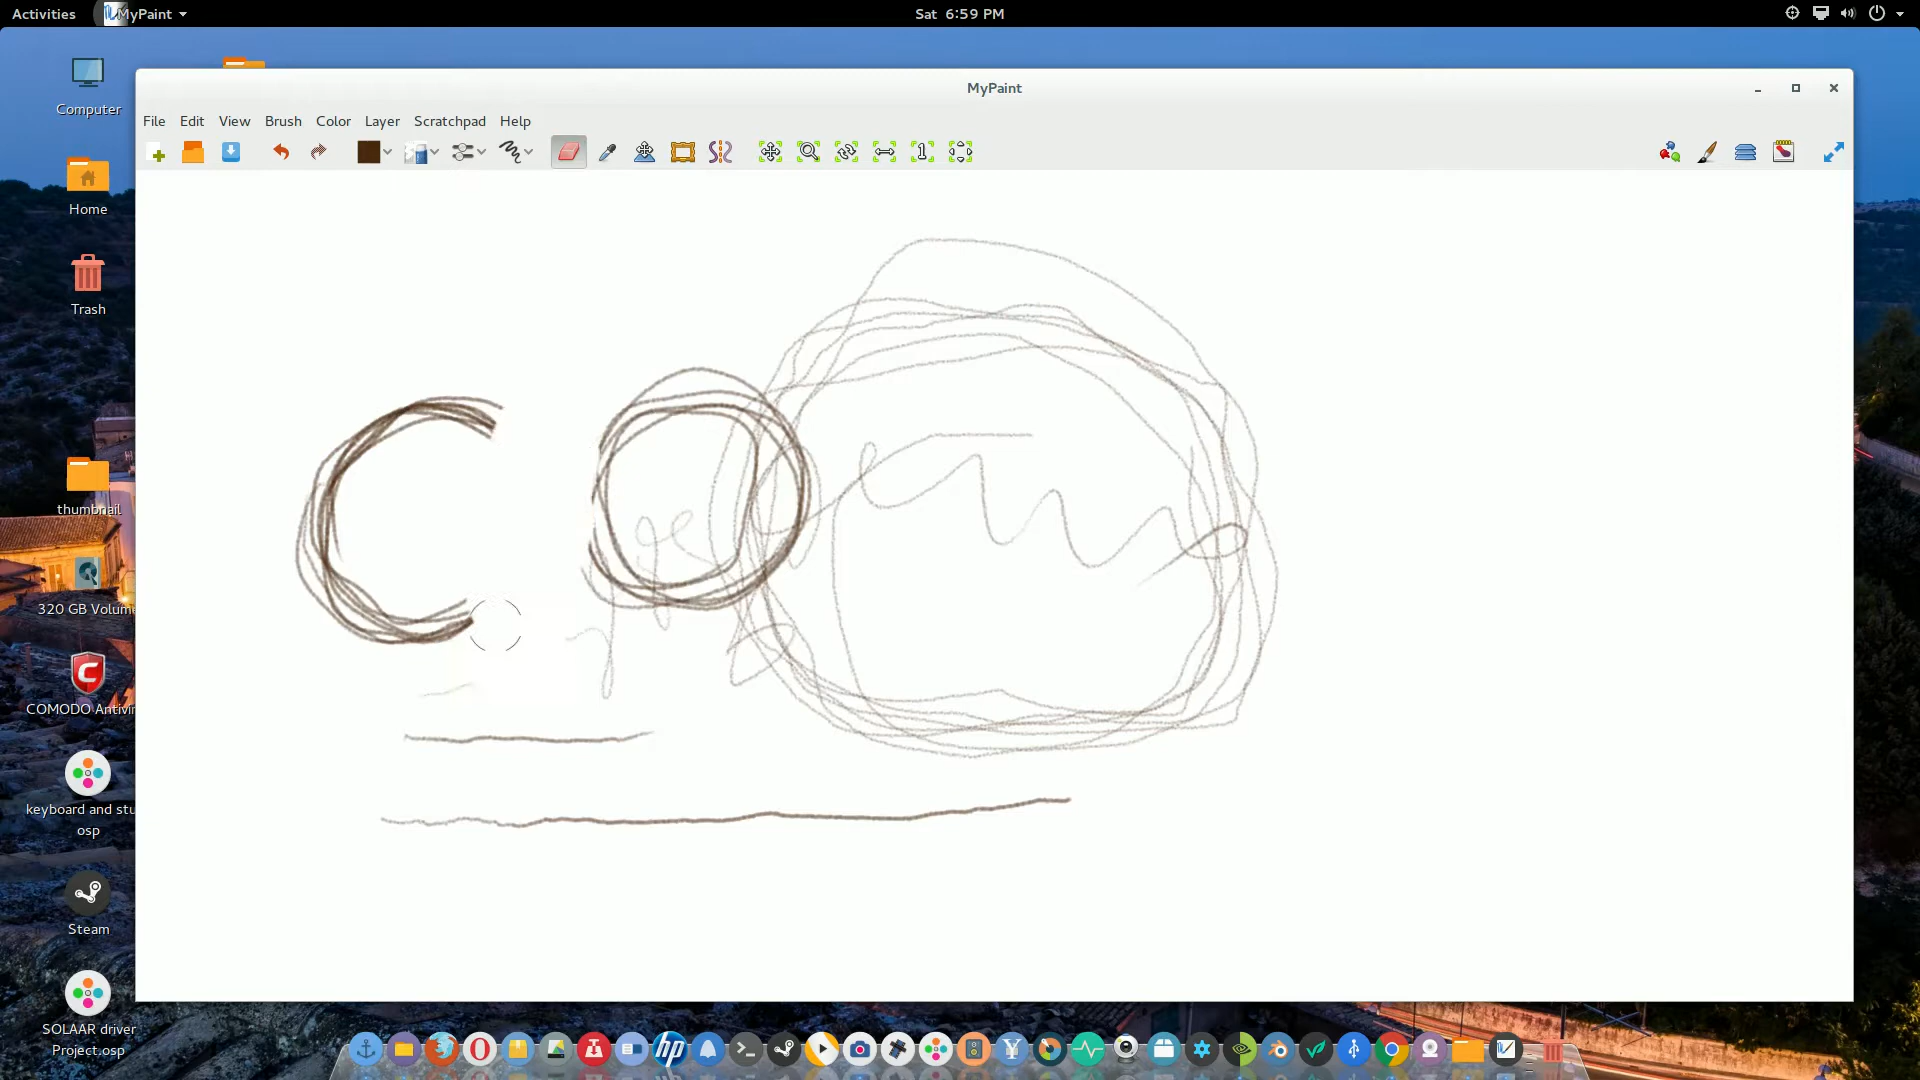 Activities MyPaint Sat 6:59 PM
MyPaint
File Edit View Brush Color Layer Scratchpad Help
Computer
Home
Trash
thumbnail
320 GB Volum
COMODO Antivir
keyboard and stu
osp
Steam
SOLAAR driver
Project.osp